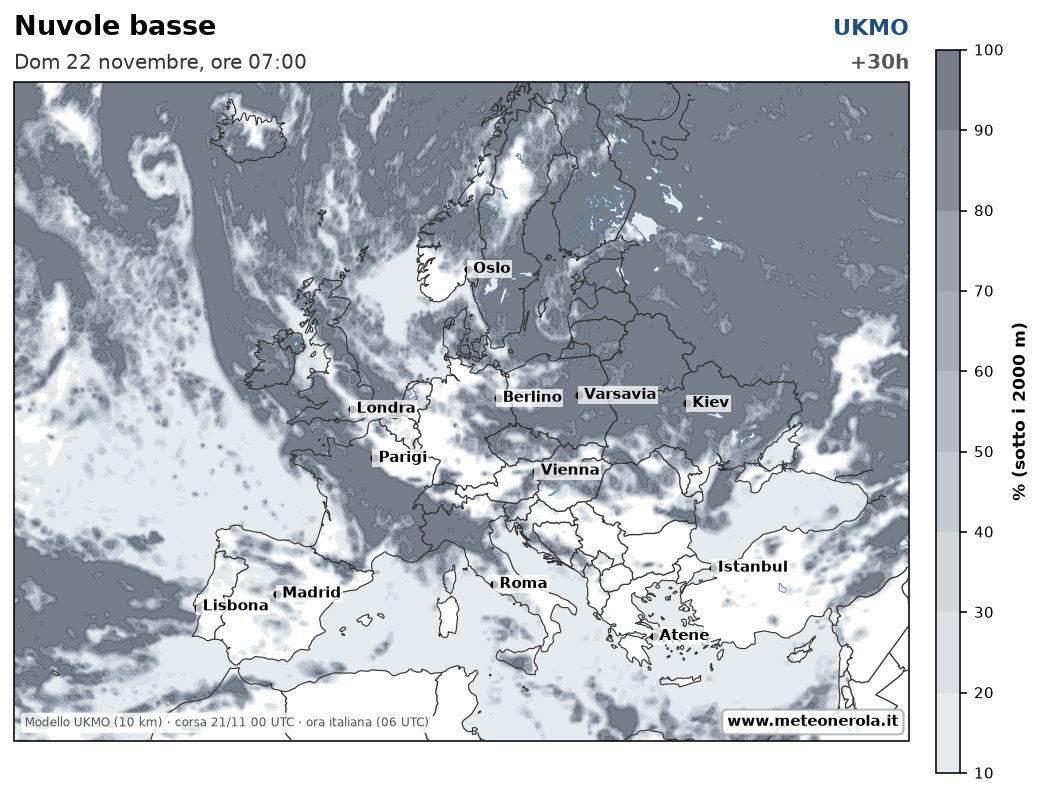 Nuvole basse
UKMO
Dom 22 novembre, ore 07:00
+30h
100
90
80
70
60
50
40
30
20
10
% (sotto i 2000 m)
Oslo
Londra
Berlino
Varsavia
Kiev
Parigi
Vienna
Istanbul
Roma
Madrid
Lisbona
Atene
Modello UKMO (10 km) · corsa 21/11 00 UTC · ora italiana (06 UTC)
www.meteonerola.it